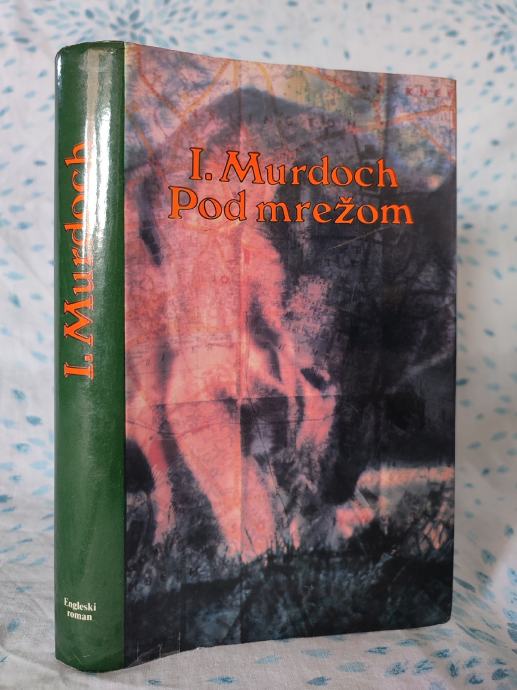 I. Murdoch
Pod mrežom
I. Murdoch
Engleski
roman